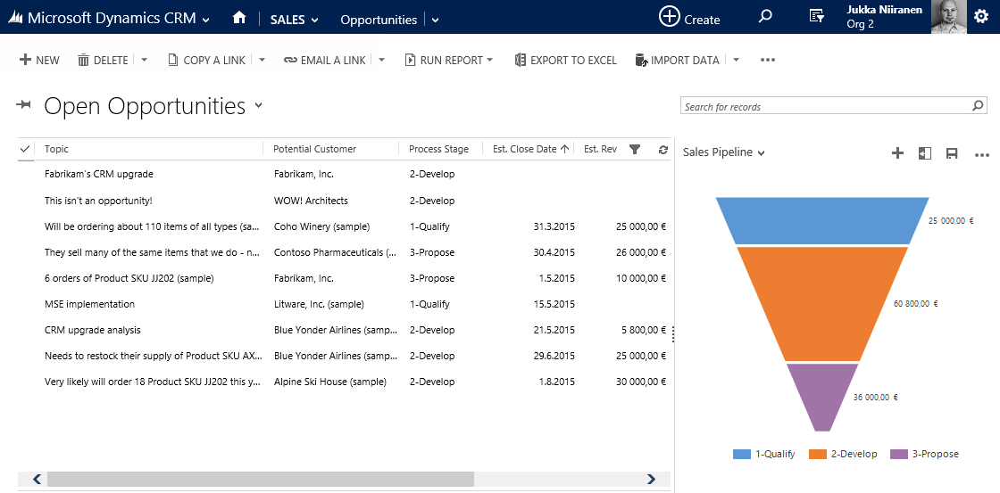 Microsoft Dynamics CRM SALES Opportunities Create Jukka Niiranen
Org 2
NEW DELETE COPY A LINK EMAIL A LINK RUN REPORT EXPORT TO EXCEL IMPORT DATA
Open Opportunities
Search for records
Topic Potential Customer Process Stage Est. Close Date Est. Rev
Fabrikam's CRM upgrade Fabrikam, Inc. 2-Develop
This isn't an opportunity! WOW! Architects 2-Develop
Will be ordering about 110 items of all types (sa... Coho Winery (sample) 1-Qualify 31.3.2015 25 000,00 €
They sell many of the same items that we do - n... Contoso Pharmaceuticals (... 3-Propose 30.4.2015 26 000,00 €
6 orders of Product SKU JJ202 (sample) Fabrikam, Inc. 3-Propose 1.5.2015 10 000,00 €
MSE implementation Litware, Inc. (sample) 1-Qualify 15.5.2015
CRM upgrade analysis Blue Yonder Airlines (samp... 2-Develop 21.5.2015 5 800,00 €
Needs to restock their supply of Product SKU AX... Blue Yonder Airlines (samp... 2-Develop 29.6.2015 25 000,00 €
Very likely will order 18 Product SKU JJ202 this y... Alpine Ski House (sample) 2-Develop 1.8.2015 30 000,00 €
Sales Pipeline
25 000,00 €
60 800,00 €
36 000,00 €
1-Qualify 2-Develop 3-Propose